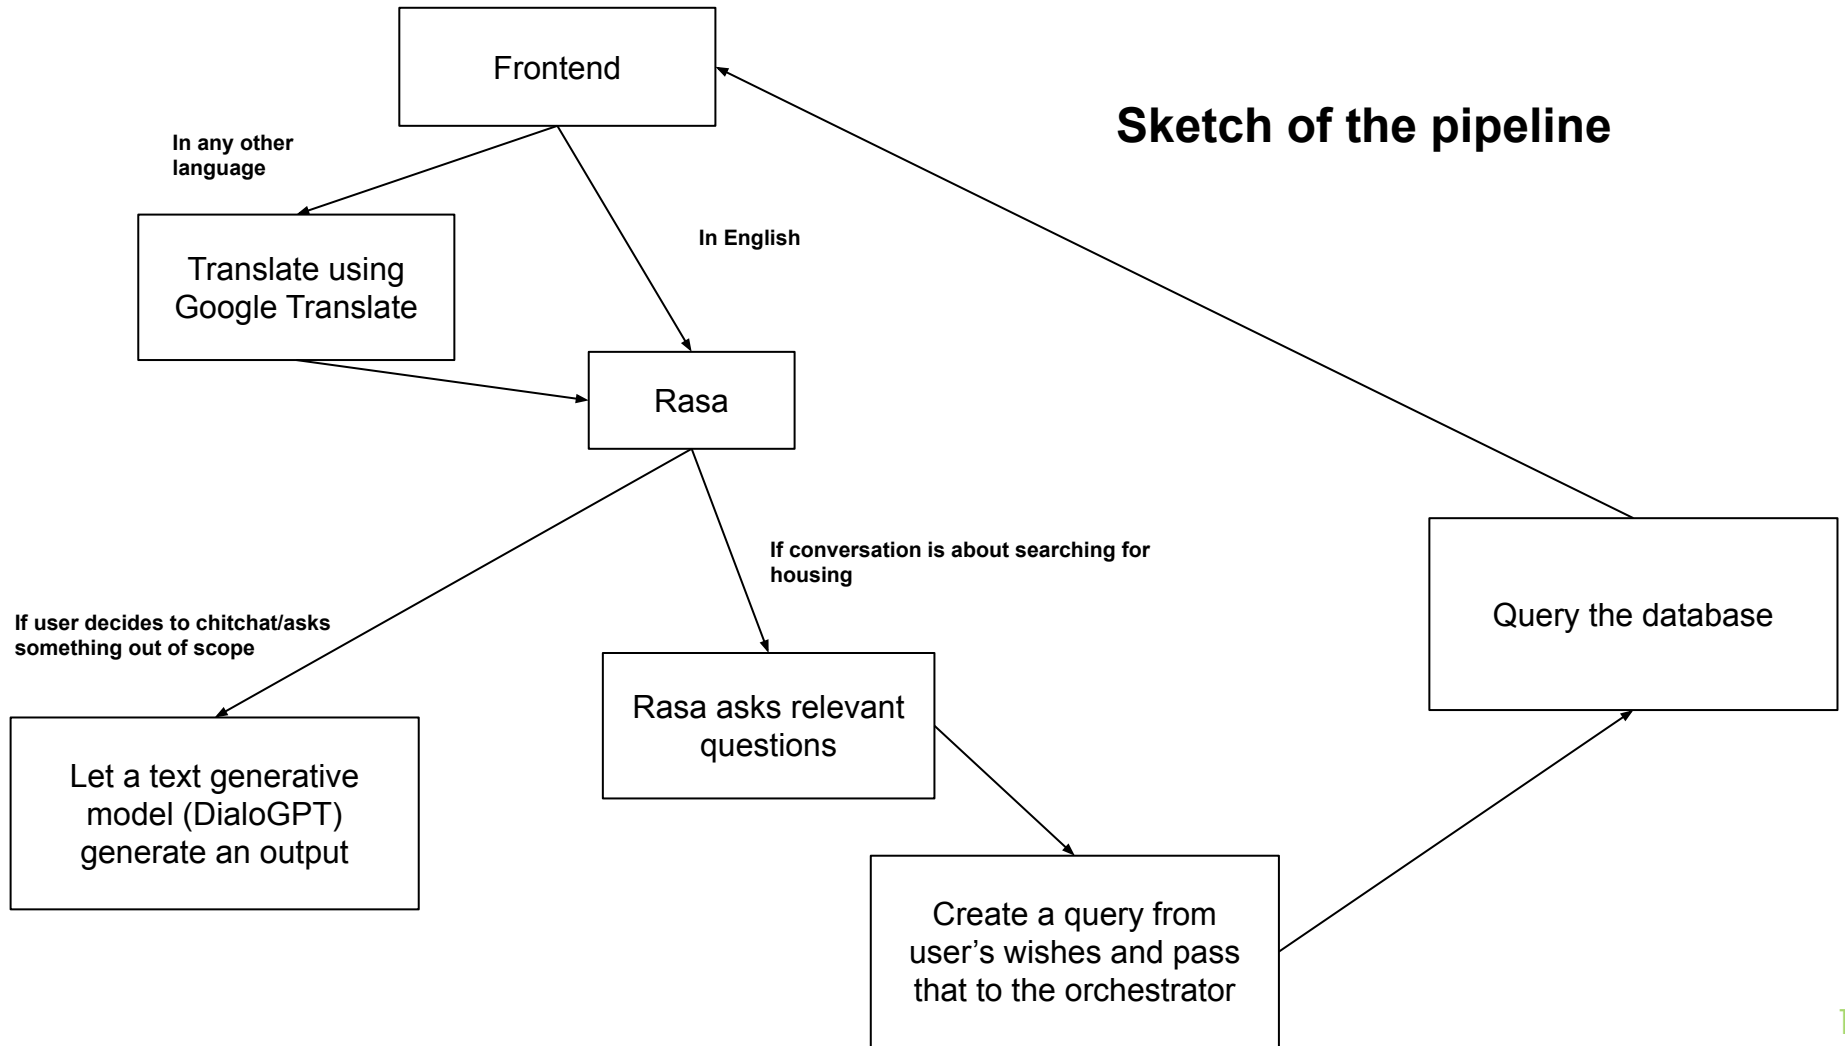 Frontend
Sketch of the pipeline
In any other
language
In English
Translate using
Google Translate
Rasa
If conversation is about searching for
housing
If user decides to chitchat/asks
something out of scope
Query the database
Rasa asks relevant
questions
Let a text generative
model (DialoGPT)
generate an output
Create a query from
user’s wishes and pass
that to the orchestrator